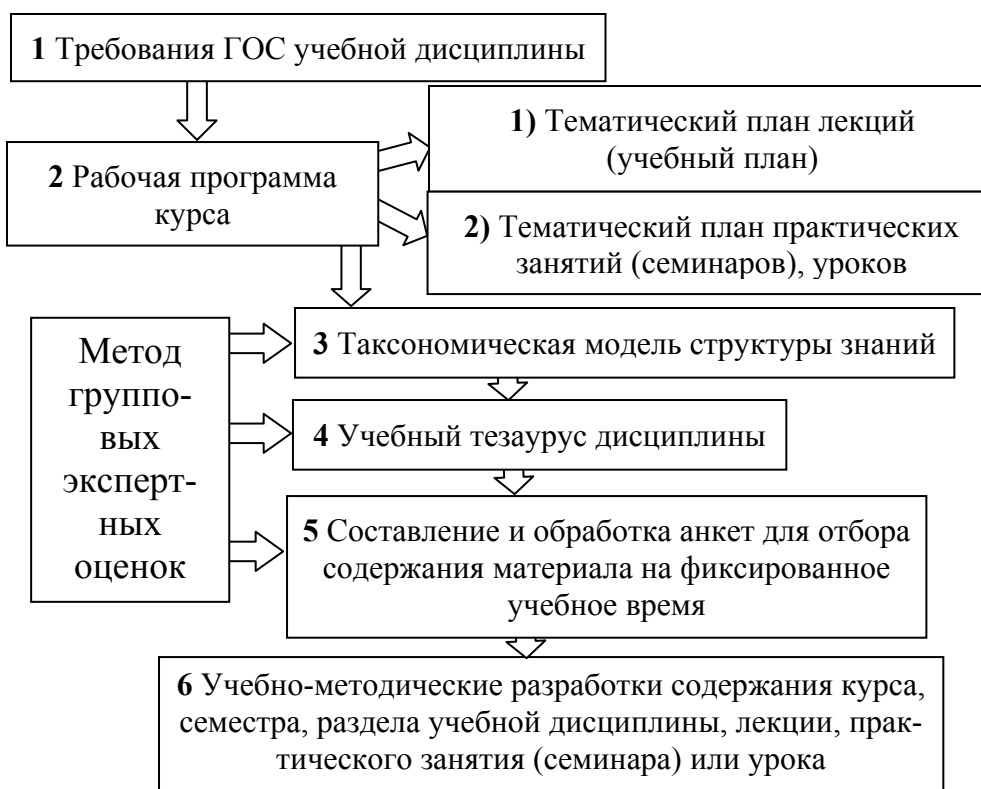 1 Требования ГОС учебной дисциплины
1) Тематический план лекций
(учебный план)
2 Рабочая программа
курса
2) Тематический план практических
занятий (семинаров), уроков
Метод
группо-
вых
эксперт-
ных
оценок
3 Таксономическая модель структуры знаний
4 Учебный тезаурус дисциплины
5 Составление и обработка анкет для отбора
содержания материала на фиксированное
учебное время
6 Учебно-методические разработки содержания курса,
семестра, раздела учебной дисциплины, лекции, прак-
тического занятия (семинара) или урока